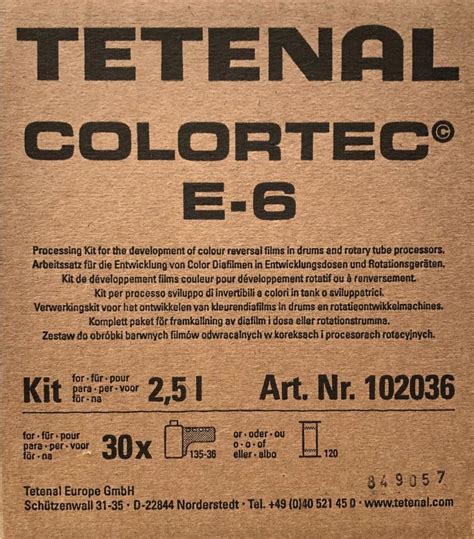 TETENAL
COLORTEC©
E-6
Processing Kit for the development of colour reversal films in drums and rotary tube processors.
Arbeitssatz für die Entwicklung von Color Diafilmen in Entwicklungsdosen und Rotationsgeräten.
Kit de développement films couleur pour développement rotatif ou à renversement.
Kit per processo sviluppo di invertibili a colori in tank o sviluppatrici.
Verwerkingskit voor het ontwikkelen van kleurendiafilms in drums en rotatieontwikkelmachines.
Komplett paket för framkallning av diafilm i dosa eller rotationstrumma.
Zestaw do obróbki barwnych filmów odwracalnych w koreksach i procesorach rotacyjnych.
Kit for · für · pour para · per · voor för · na 2,5 l Art. Nr. 102036
for · für · pour para · per · voor för · na 30x 135-36 or · oder · ou o · o · of eller · albo 120
849057
Tetenal Europe GmbH
Schützenwall 31-35 · D-22844 Norderstedt · Tel. +49 (0)40 521 45 0 · www.tetenal.com